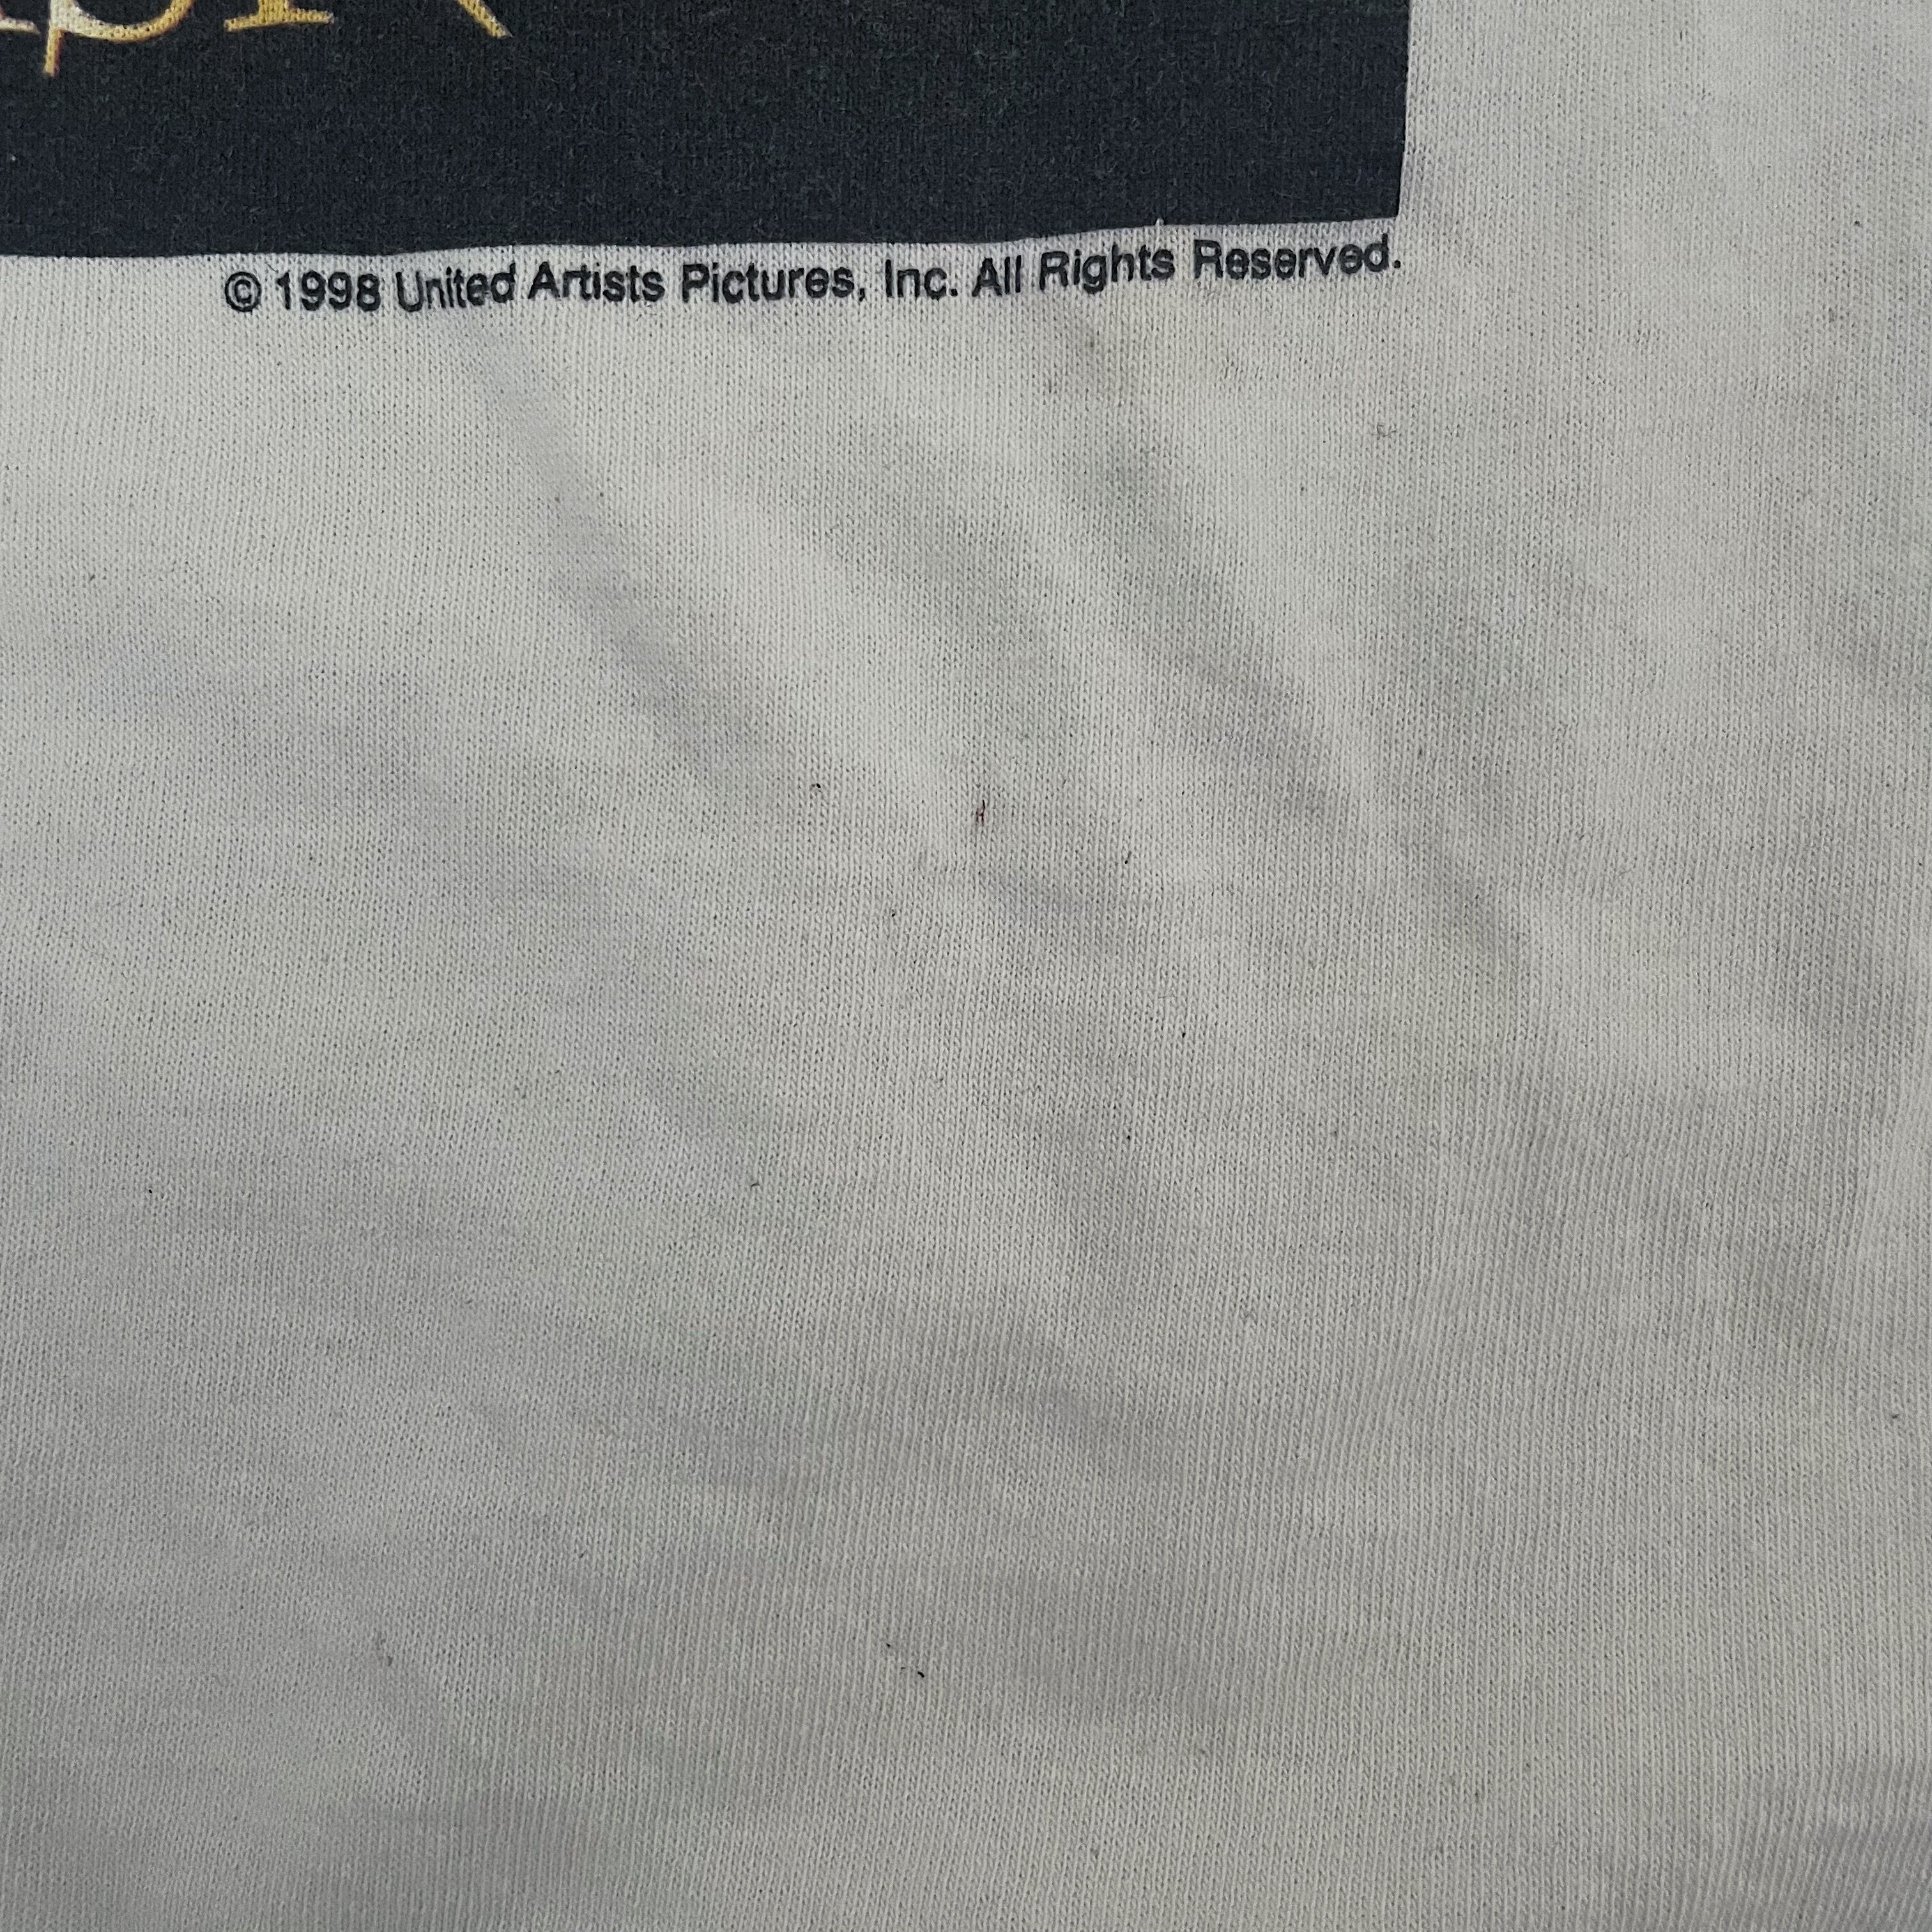 © 1998 United Artists Pictures, Inc. All Rights Reserved.